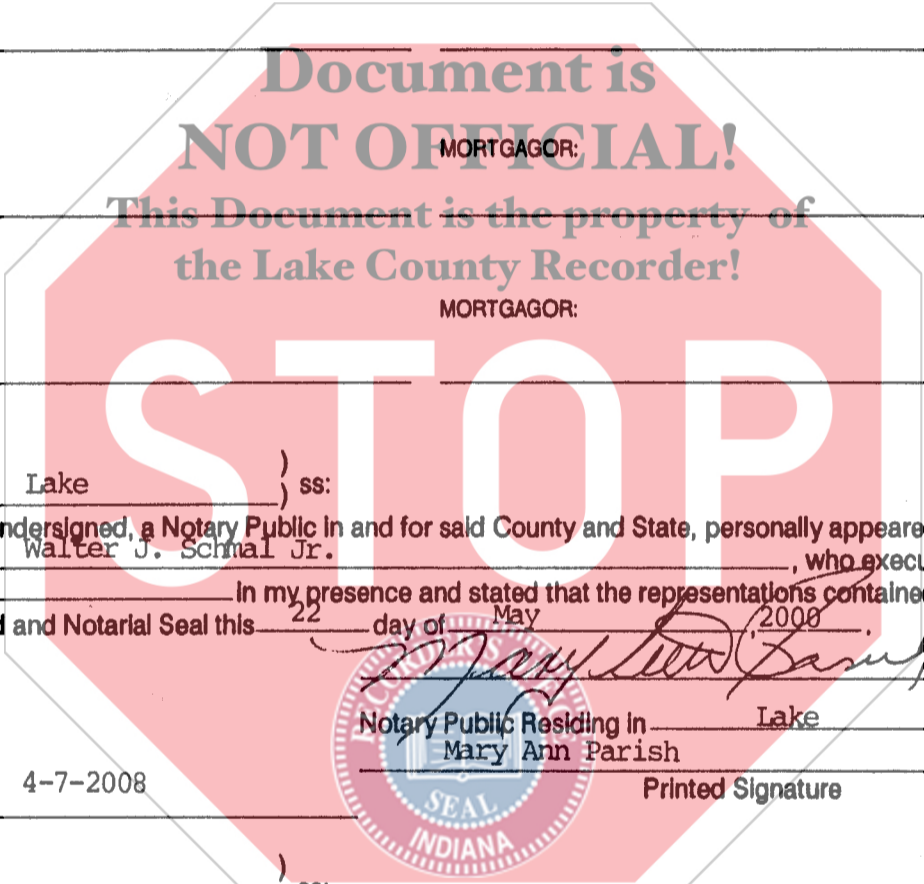 Document is
NOT OFFICIAL!
MORTGAGOR:
This Document is the property of
the Lake County Recorder!
MORTGAGOR:
STOP
Lake ) ss:
)
ndersigned, a Notary Public in and for said County and State, personally appeare
Walter J. Schmal Jr. , who execu
in my presence and stated that the representations containe
and Notarial Seal this 22 day of May , 2000 .
Notary Public Residing in Lake
Mary Ann Parish
4-7-2008 Printed Signature
RECORDER'S OFFICE
SEAL
INDIANA
)